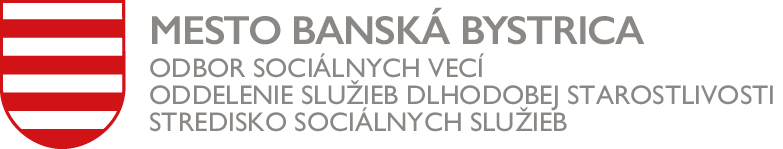 MESTO BANSKÁ BYSTRICA
ODBOR SOCIÁLNYCH VECÍ
ODDELENIE SLUŽIEB DLHODOBEJ STAROSTLIVOSTI
STREDISKO SOCIÁLNYCH SLUŽIEB